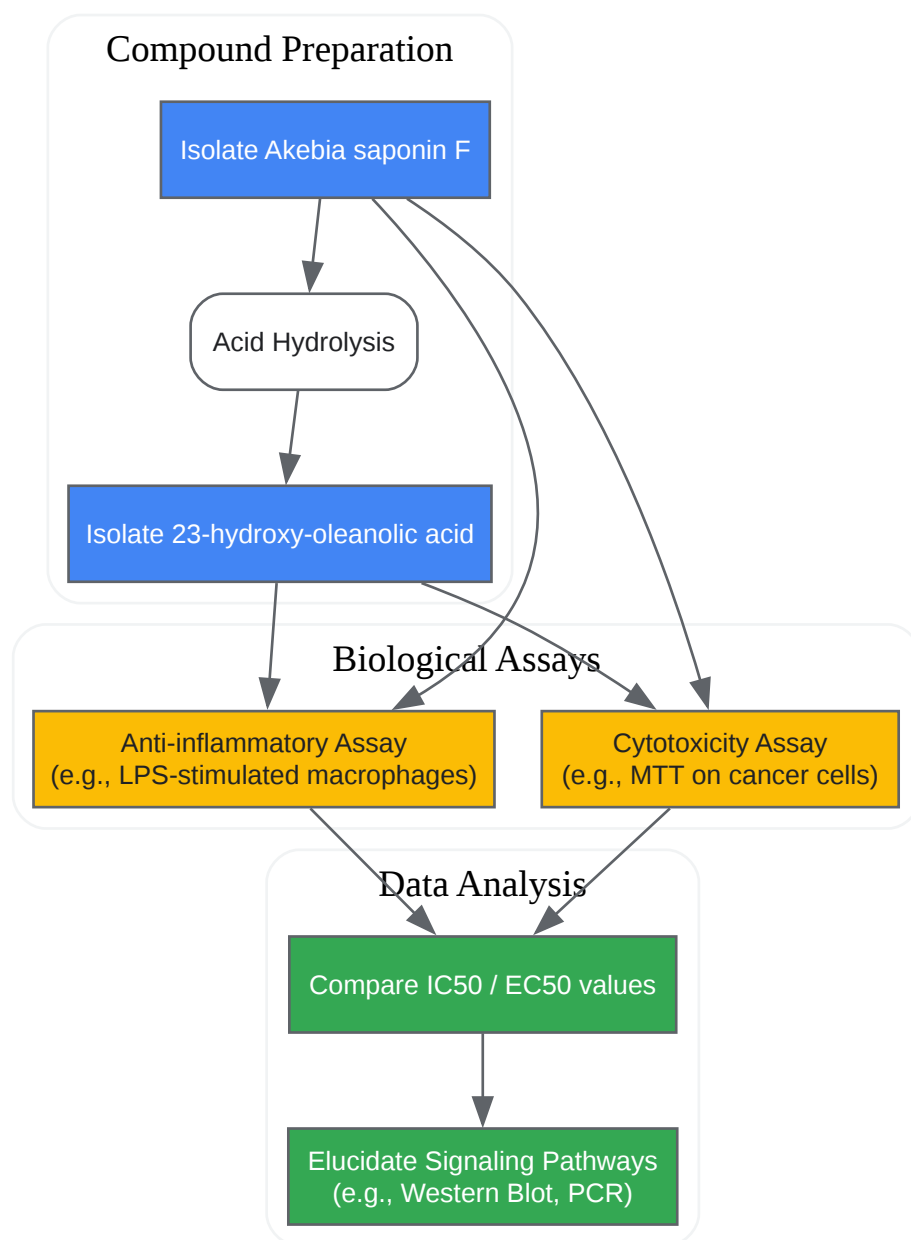 Compound Preparation
Isolate Akebia saponin F
Acid Hydrolysis
Isolate 23-hydroxy-oleanolic acid
Biological Assays
Anti-inflammatory Assay
(e.g., LPS-stimulated macrophages)
Cytotoxicity Assay
(e.g., MTT on cancer cells)
Data Analysis
Compare IC50 / EC50 values
Elucidate Signaling Pathways
(e.g., Western Blot, PCR)